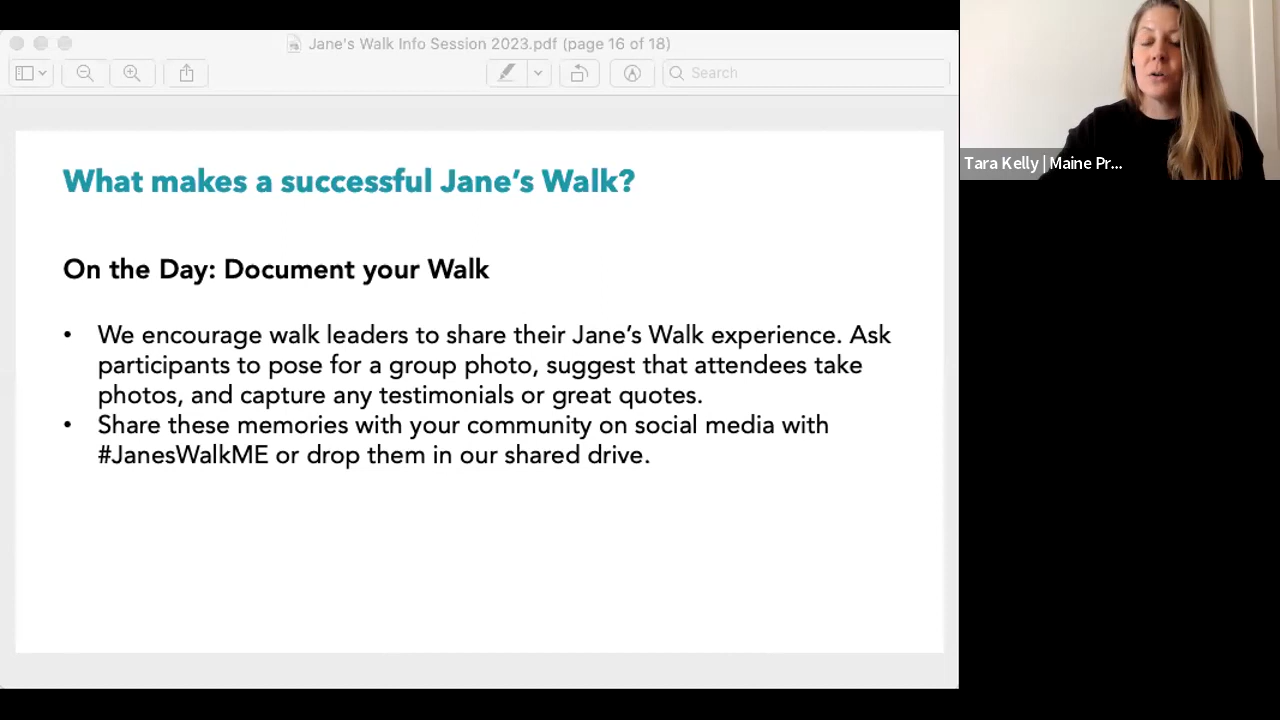 Jane's Walk Info Session 2023.pdf (page 16 of 18)
Search
Tara Kelly | Maine Pr...
What makes a successful Jane’s Walk?
On the Day: Document your Walk
• We encourage walk leaders to share their Jane’s Walk experience. Ask
participants to pose for a group photo, suggest that attendees take
photos, and capture any testimonials or great quotes.
• Share these memories with your community on social media with
#JanesWalkME or drop them in our shared drive.